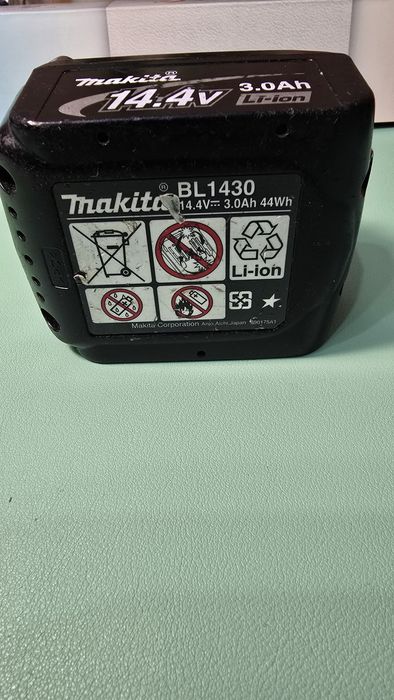 makita®
14.4V 3.0Ah
Li-ion
makita® BL1430
14.4V⎓ 3.0Ah 44Wh
Li-ion
Makita Corporation Anjo, Aichi, Japan